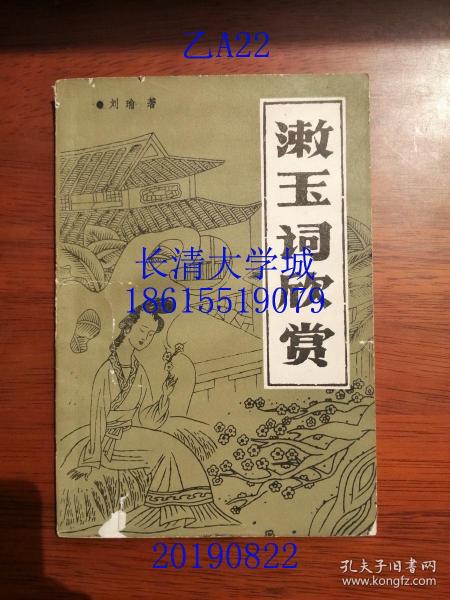 乙A22
●刘瑜 著
漱玉词欣赏
长清大学城
18615519079
20190822
孔夫子旧书网
www.kongfz.com